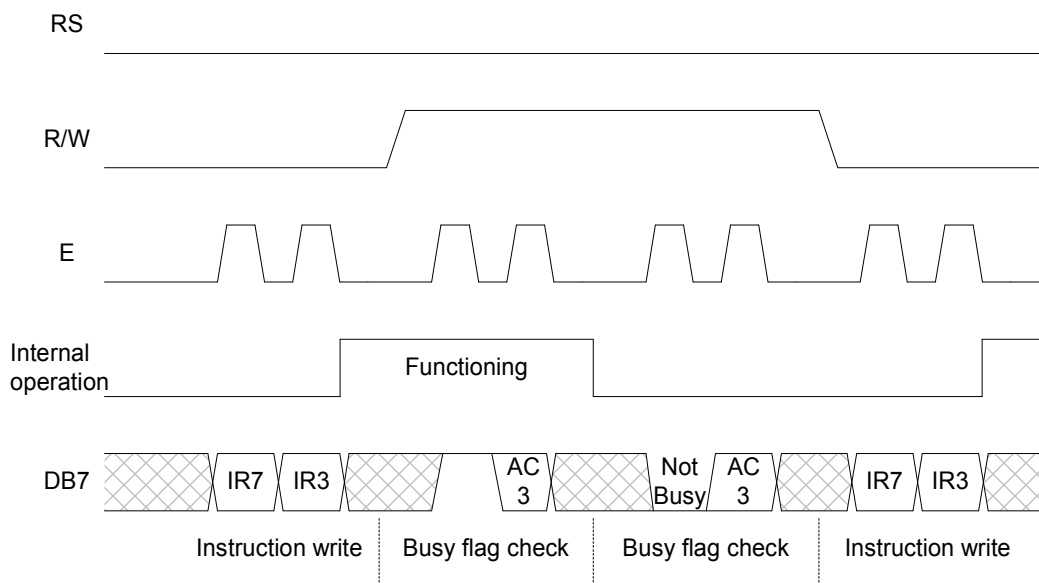 RS
R/W
E
Internal
operation
Functioning
DB7
IR7
IR3
AC
3
Not
Busy
AC
3
IR7
IR3
Instruction write
Busy flag check
Busy flag check
Instruction write